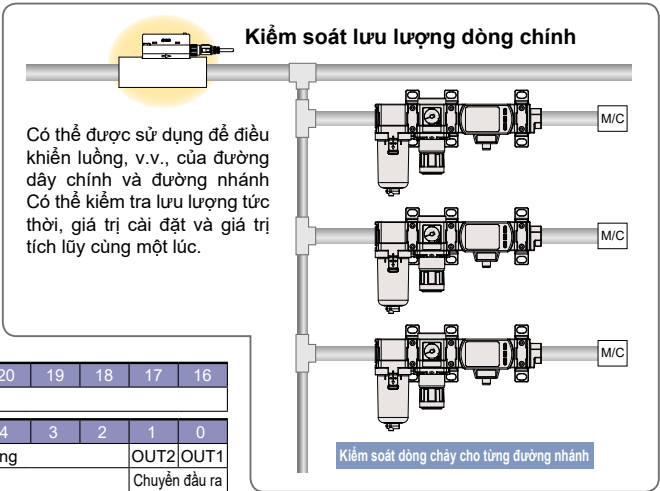 Kiểm soát lưu lượng dòng chính
Có thể được sử dụng để điều
khiển luồng, v.v., của đường
dây chính và đường nhánh
Có thể kiểm tra lưu lượng tức
thời, giá trị cài đặt và giá trị
tích lũy cùng một lúc.
M/C
M/C
M/C
Kiểm soát dòng chảy cho từng đường nhánh
20 19 18 17 16
4 3 2 1 0
OUT2 OUT1
Chuyển đầu ra